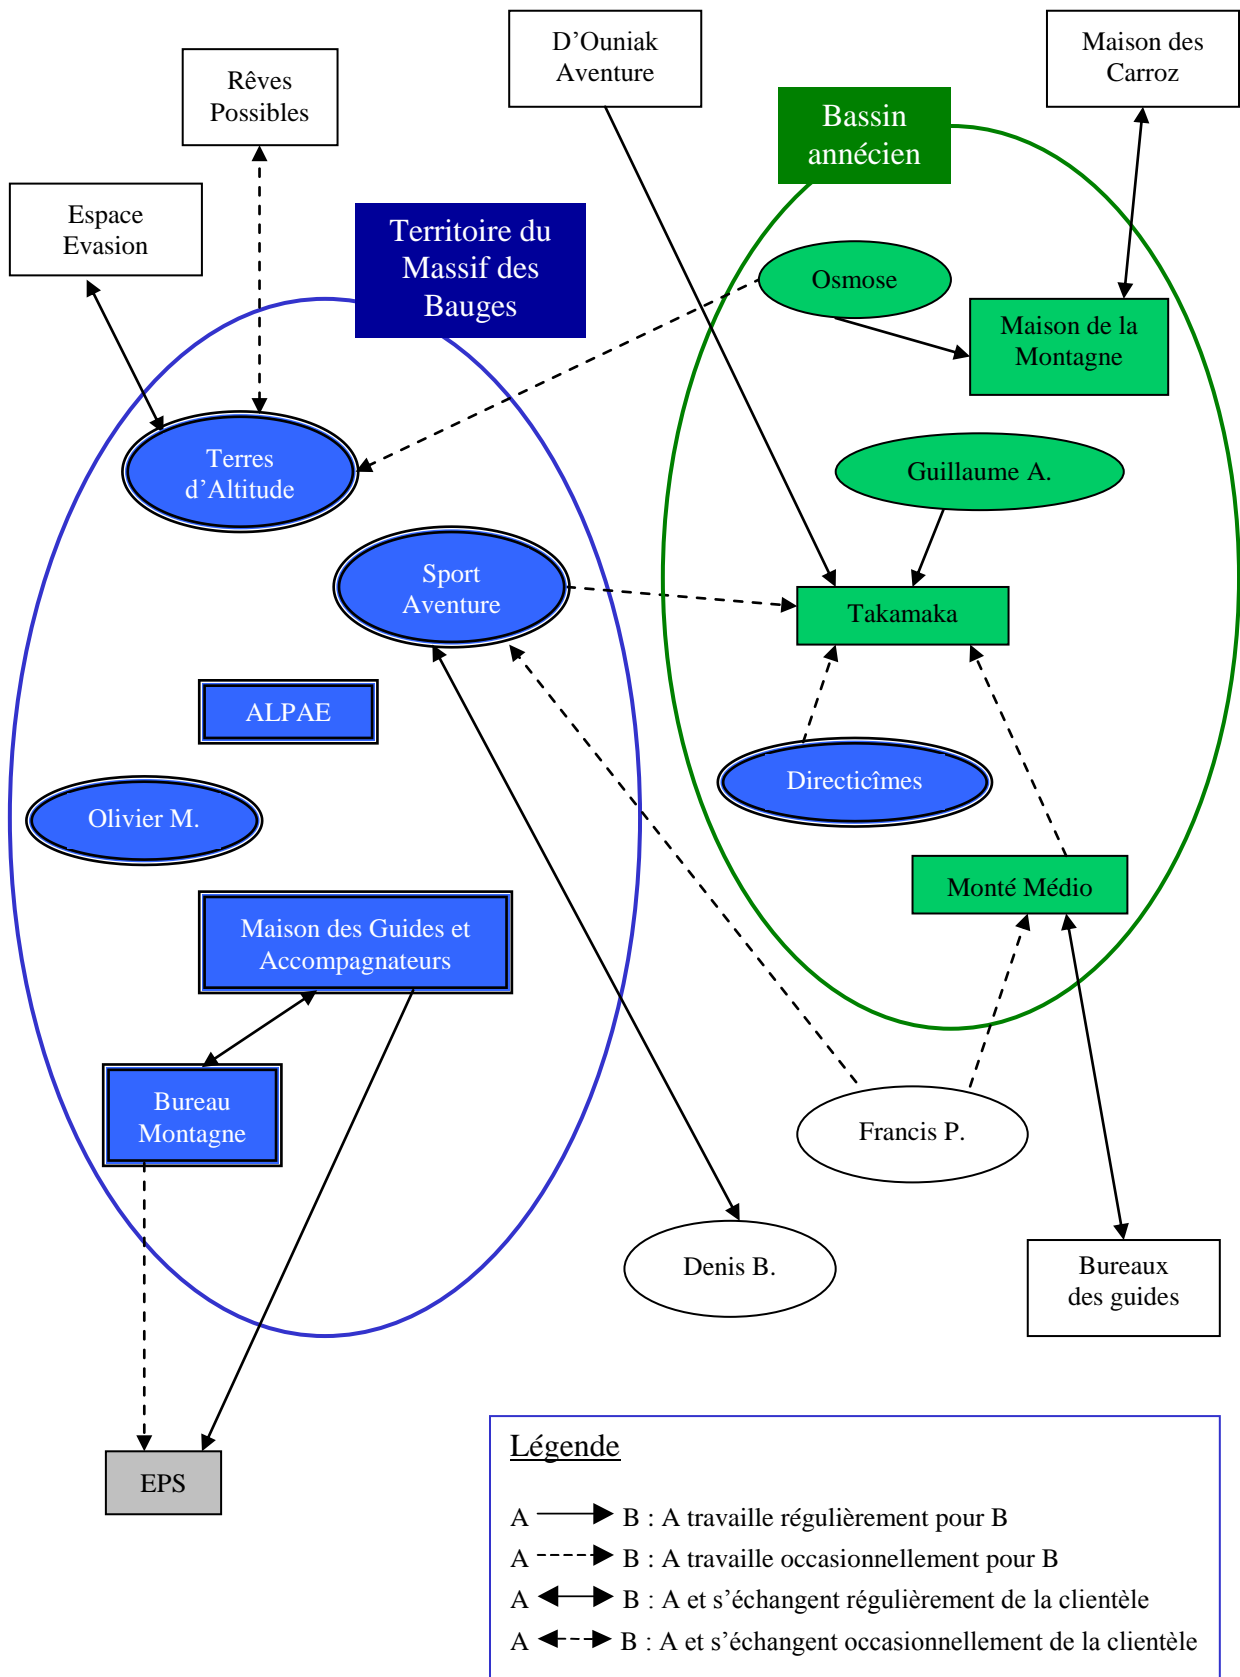 D'Ouniak
Aventure
Maison des
Carroz
Rêves
Possibles
Bassin
annécien
Espace
Evasion
Territoire du
Massif des
Bauges
Osmose
Maison de la
Montagne
Terres
d'Altitude
Guillaume A.
Sport
Aventure
Takamaka
ALPAE
Directicîmes
Olivier M.
Monté Médio
Maison des Guides et
Accompagnateurs
Bureau
Montagne
Francis P.
Denis B.
Bureaux
des guides
EPS
Légende
A B : A travaille régulièrement pour B
A B : A travaille occasionnellement pour B
A B : A et s'échangent régulièrement de la clientèle
A B : A et s'échangent occasionnellement de la clientèle